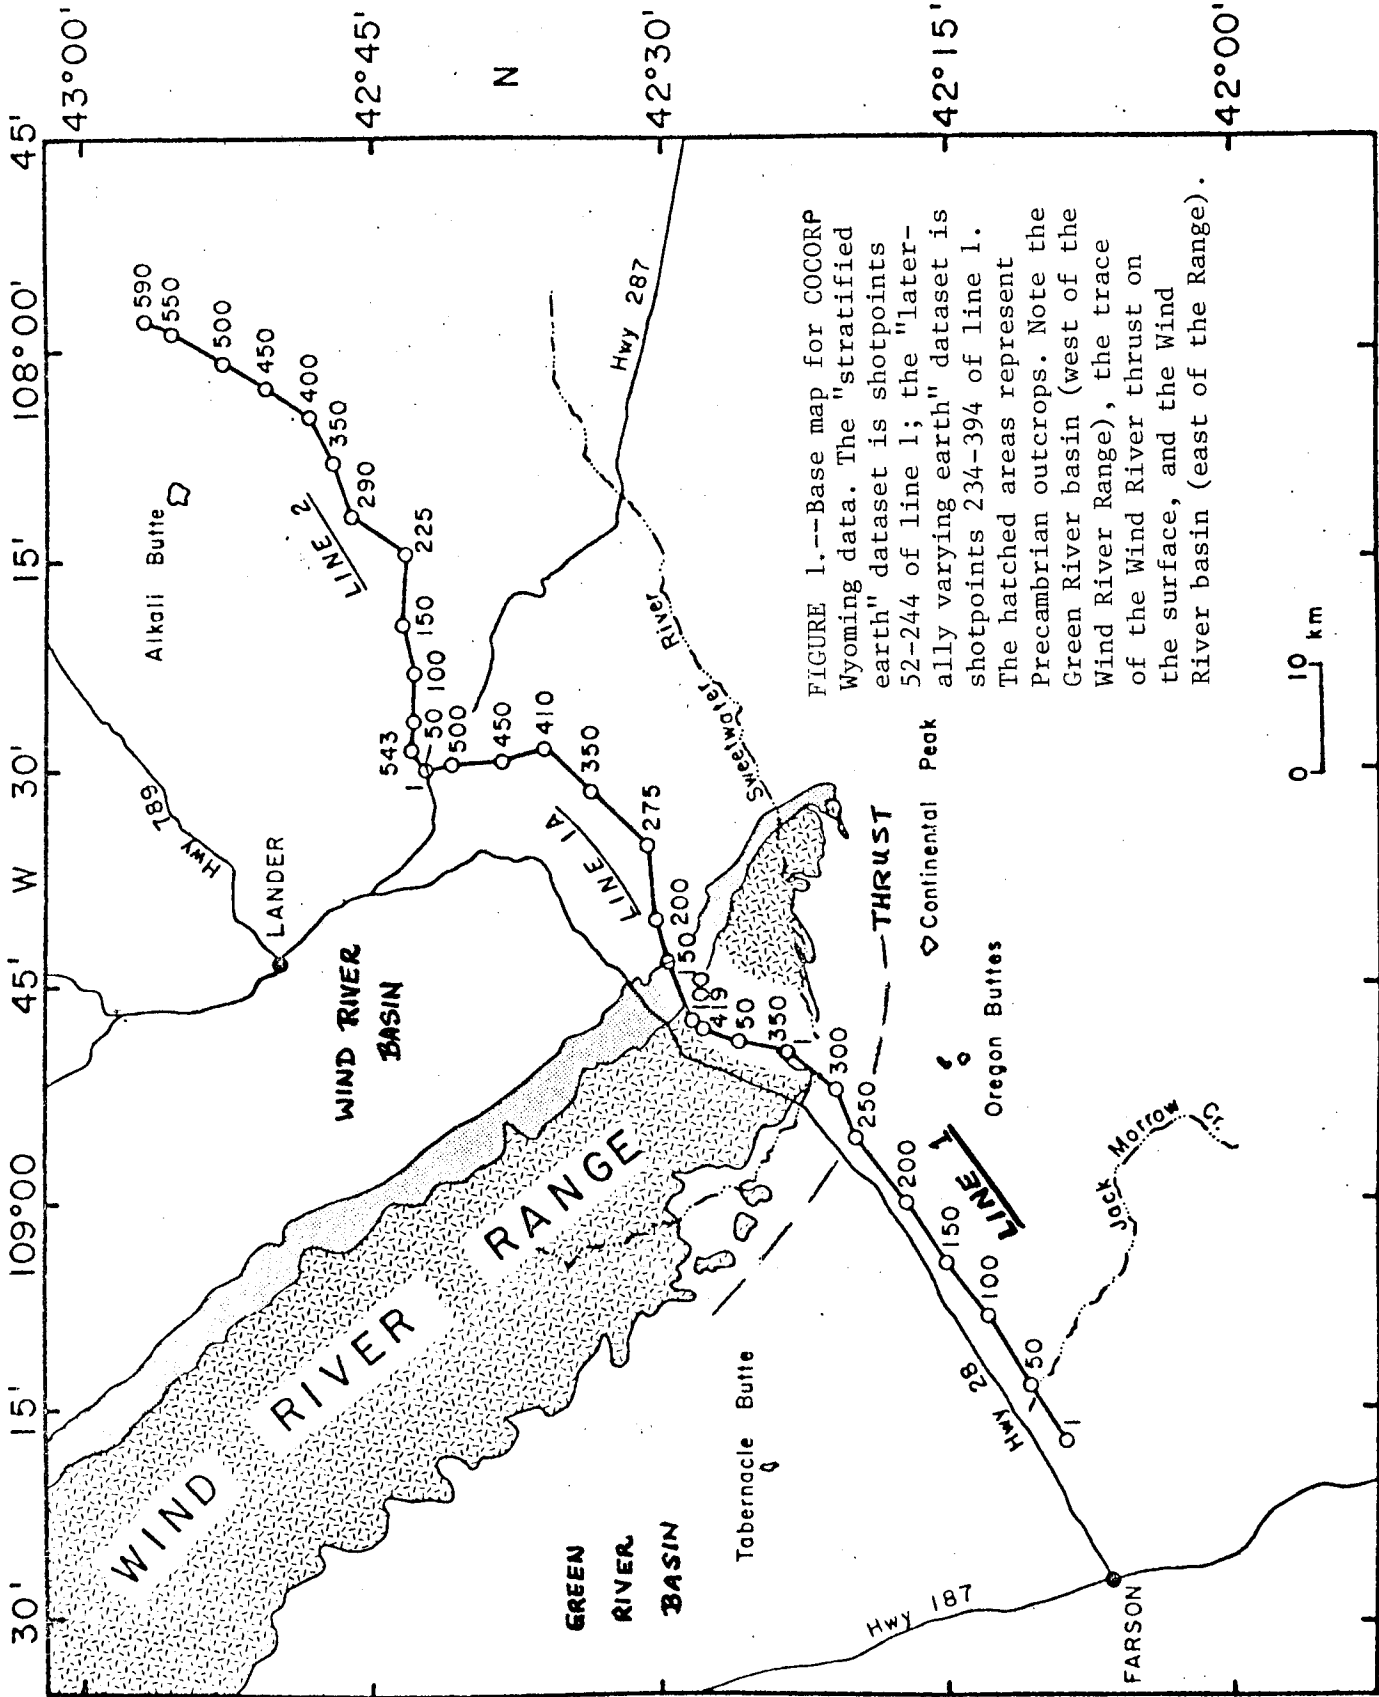 43°00'
42°45'
N
42°30'
42°15'
42°00'
30'
15'
109°00'
45'
W
30'
15'
108°00'
45'
WIND RIVER RANGE
WIND RIVER
BASIN
GREEN
RIVER
BASIN
LANDER
Hwy 789
Alkali Butte
LINE 2
590
550
500
450
400
350
290
225
150
100
50
543
1
500
450
410
350
275
200
150
LINE 1A
Hwy 287
Sweetwater River
10
419
50
350
1
300
250
200
150
100
50
1
LINE 1
THRUST
Continental Peak
Oregon Buttes
Jack Morrow Cr.
Tabernacle Butte
Hwy 28
Hwy 187
FARSON
0 10
km
FIGURE 1.--Base map for COCORP
Wyoming data. The "stratified
earth" dataset is shotpoints
52-244 of line 1; the "later-
ally varying earth" dataset is
shotpoints 234-394 of line 1.
The hatched areas represent
Precambrian outcrops. Note the
Green River basin (west of the
Wind River Range), the trace
of the Wind River thrust on
the surface, and the Wind
River basin (east of the Range).